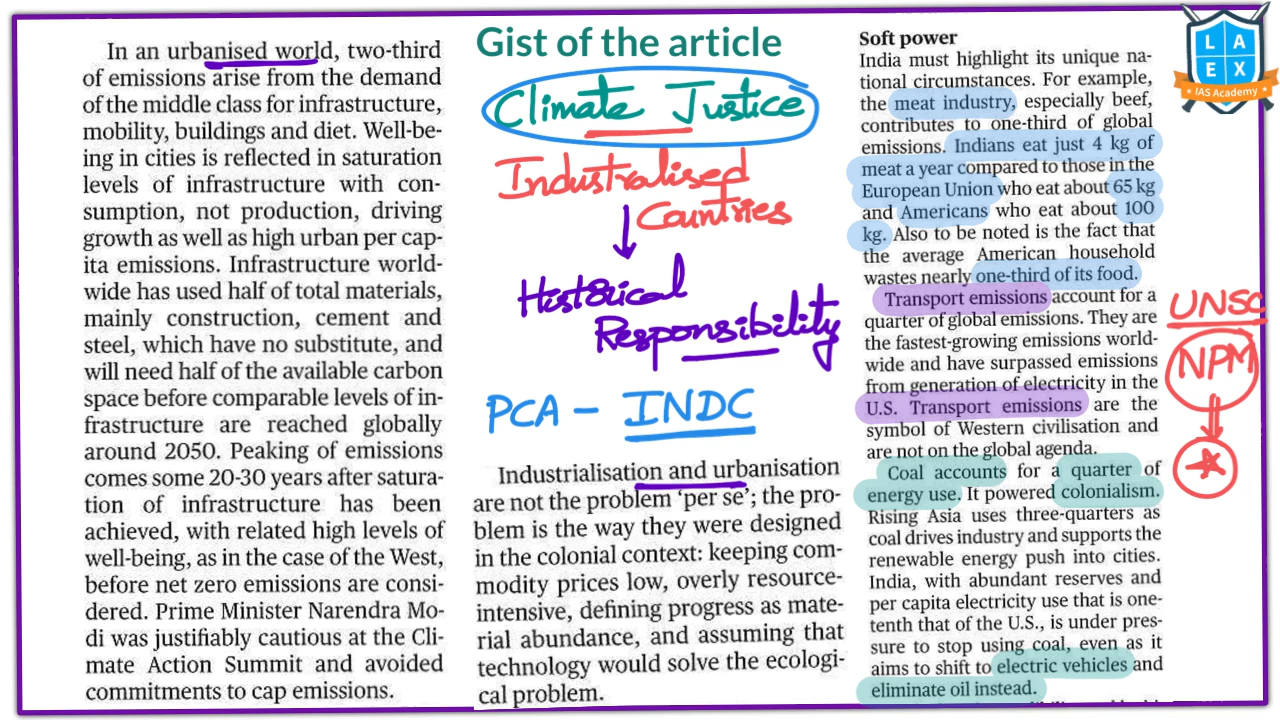 In an urbanised world, two-third
of emissions arise from the demand
of the middle class for infrastructure,
mobility, buildings and diet. Well-be-
ing in cities is reflected in saturation
levels of infrastructure with con-
sumption, not production, driving
growth as well as high urban per cap-
ita emissions. Infrastructure world-
wide has used half of total materials,
mainly construction, cement and
steel, which have no substitute, and
will need half of the available carbon
space before comparable levels of in-
frastructure are reached globally
around 2050. Peaking of emissions
comes some 20-30 years after satura-
tion of infrastructure has been
achieved, with related high levels of
well-being, as in the case of the West,
before net zero emissions are consi-
dered. Prime Minister Narendra Mo-
di was justifiably cautious at the Cli-
mate Action Summit and avoided
commitments to cap emissions.
Gist of the article
Climate Justice
Industralised
Countries
Historical
Responsibility
PCA - INDC
Industrialisation and urbanisation
are not the problem 'per se'; the pro-
blem is the way they were designed
in the colonial context: keeping com-
modity prices low, overly resource-
intensive, defining progress as mate-
rial abundance, and assuming that
technology would solve the ecologi-
cal problem.
Soft power
India must highlight its unique na-
tional circumstances. For example,
the meat industry, especially beef,
contributes to one-third of global
emissions. Indians eat just 4 kg of
meat a year compared to those in the
European Union who eat about 65 kg
and Americans who eat about 100
kg. Also to be noted is the fact that
the average American household
wastes nearly one-third of its food.
Transport emissions account for a
quarter of global emissions. They are
the fastest-growing emissions world-
wide and have surpassed emissions
from generation of electricity in the
U.S. Transport emissions are the
symbol of Western civilisation and
are not on the global agenda.
Coal accounts for a quarter of
energy use. It powered colonialism.
Rising Asia uses three-quarters as
coal drives industry and supports the
renewable energy push into cities.
India, with abundant reserves and
per capita electricity use that is one-
tenth that of the U.S., is under pres-
sure to stop using coal, even as it
aims to shift to electric vehicles and
eliminate oil instead.
UNSC
NPM
L A
E X
IAS Academy